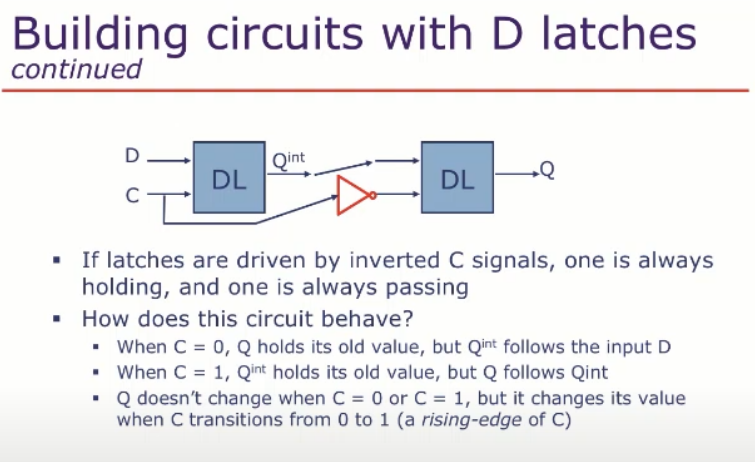 Building circuits with D latches
continued
D
C
DL
Qint
DL
Q
▪ If latches are driven by inverted C signals, one is always
holding, and one is always passing
▪ How does this circuit behave?
▪ When C = 0, Q holds its old value, but Qint follows the input D
▪ When C = 1, Qint holds its old value, but Q follows Qint
▪ Q doesn't change when C = 0 or C = 1, but it changes its value
when C transitions from 0 to 1 (a rising-edge of C)